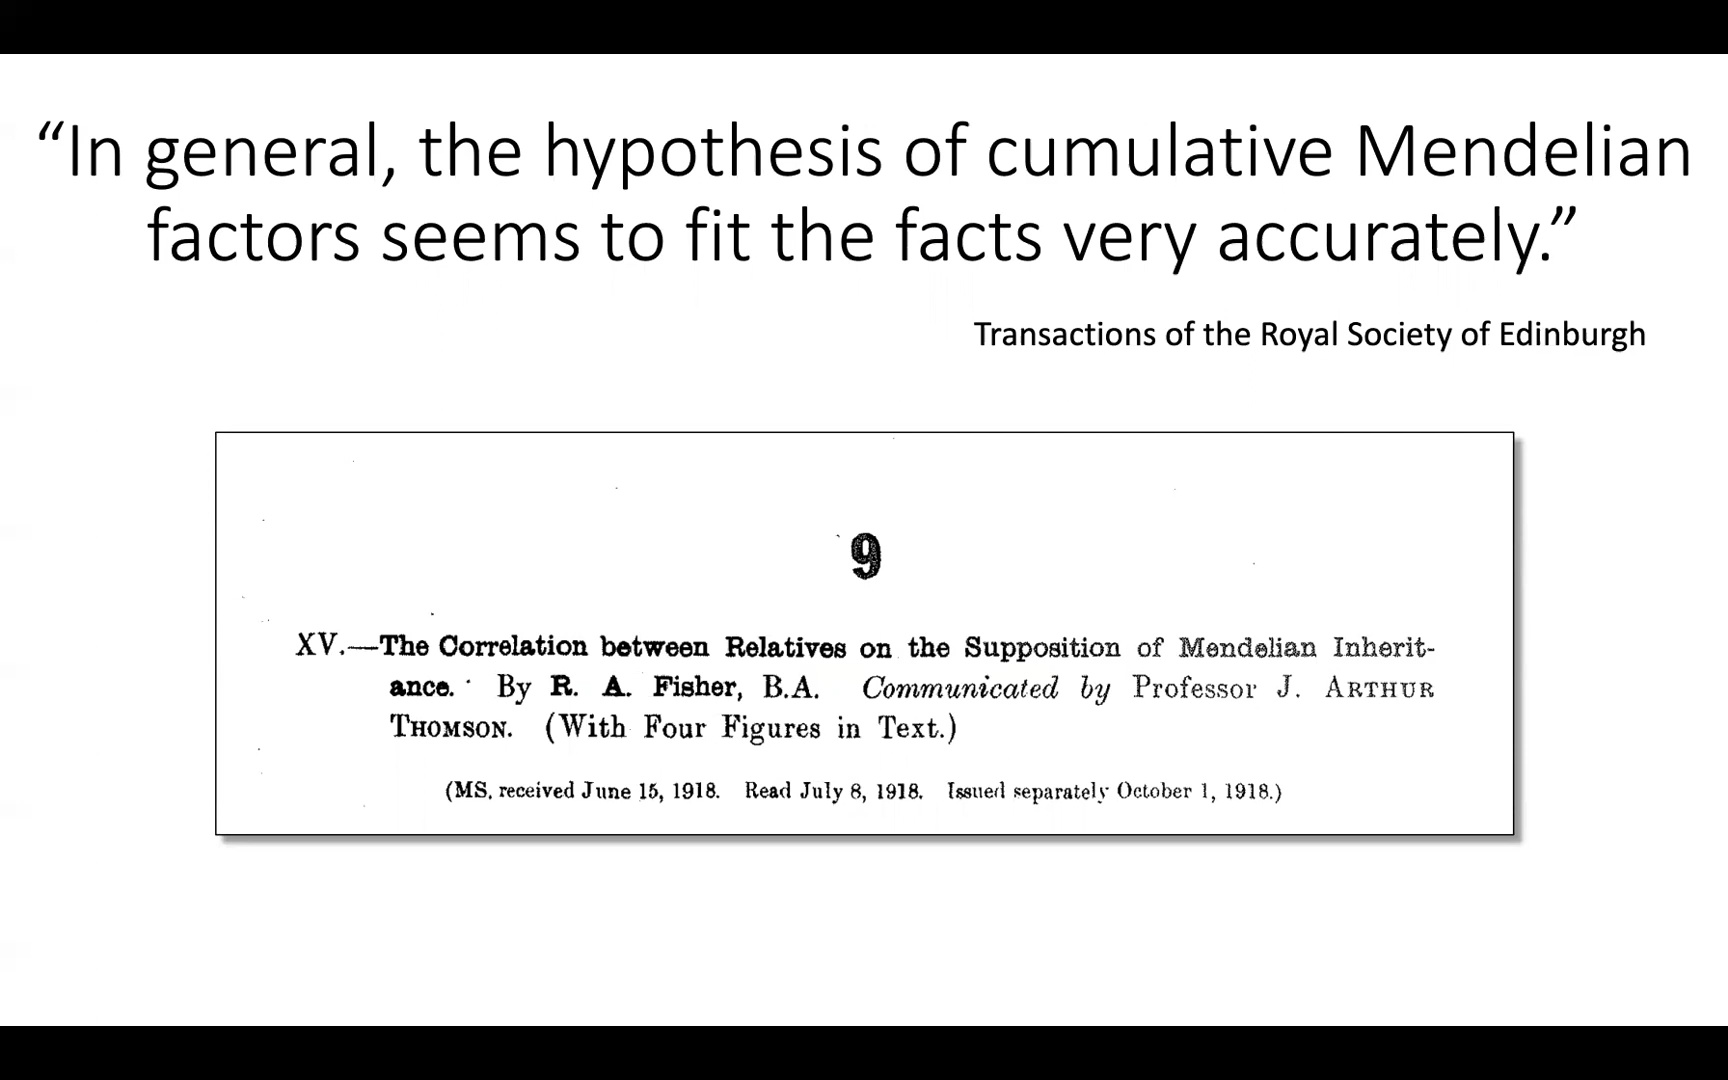 “In general, the hypothesis of cumulative Mendelian
factors seems to fit the facts very accurately.”
Transactions of the Royal Society of Edinburgh
9
XV.—The Correlation between Relatives on the Supposition of Mendelian Inherit-
ance. By R. A. Fisher, B.A. Communicated by Professor J. ARTHUR
THOMSON. (With Four Figures in Text.)
(MS. received June 15, 1918. Read July 8, 1918. Issued separately October 1, 1918.)